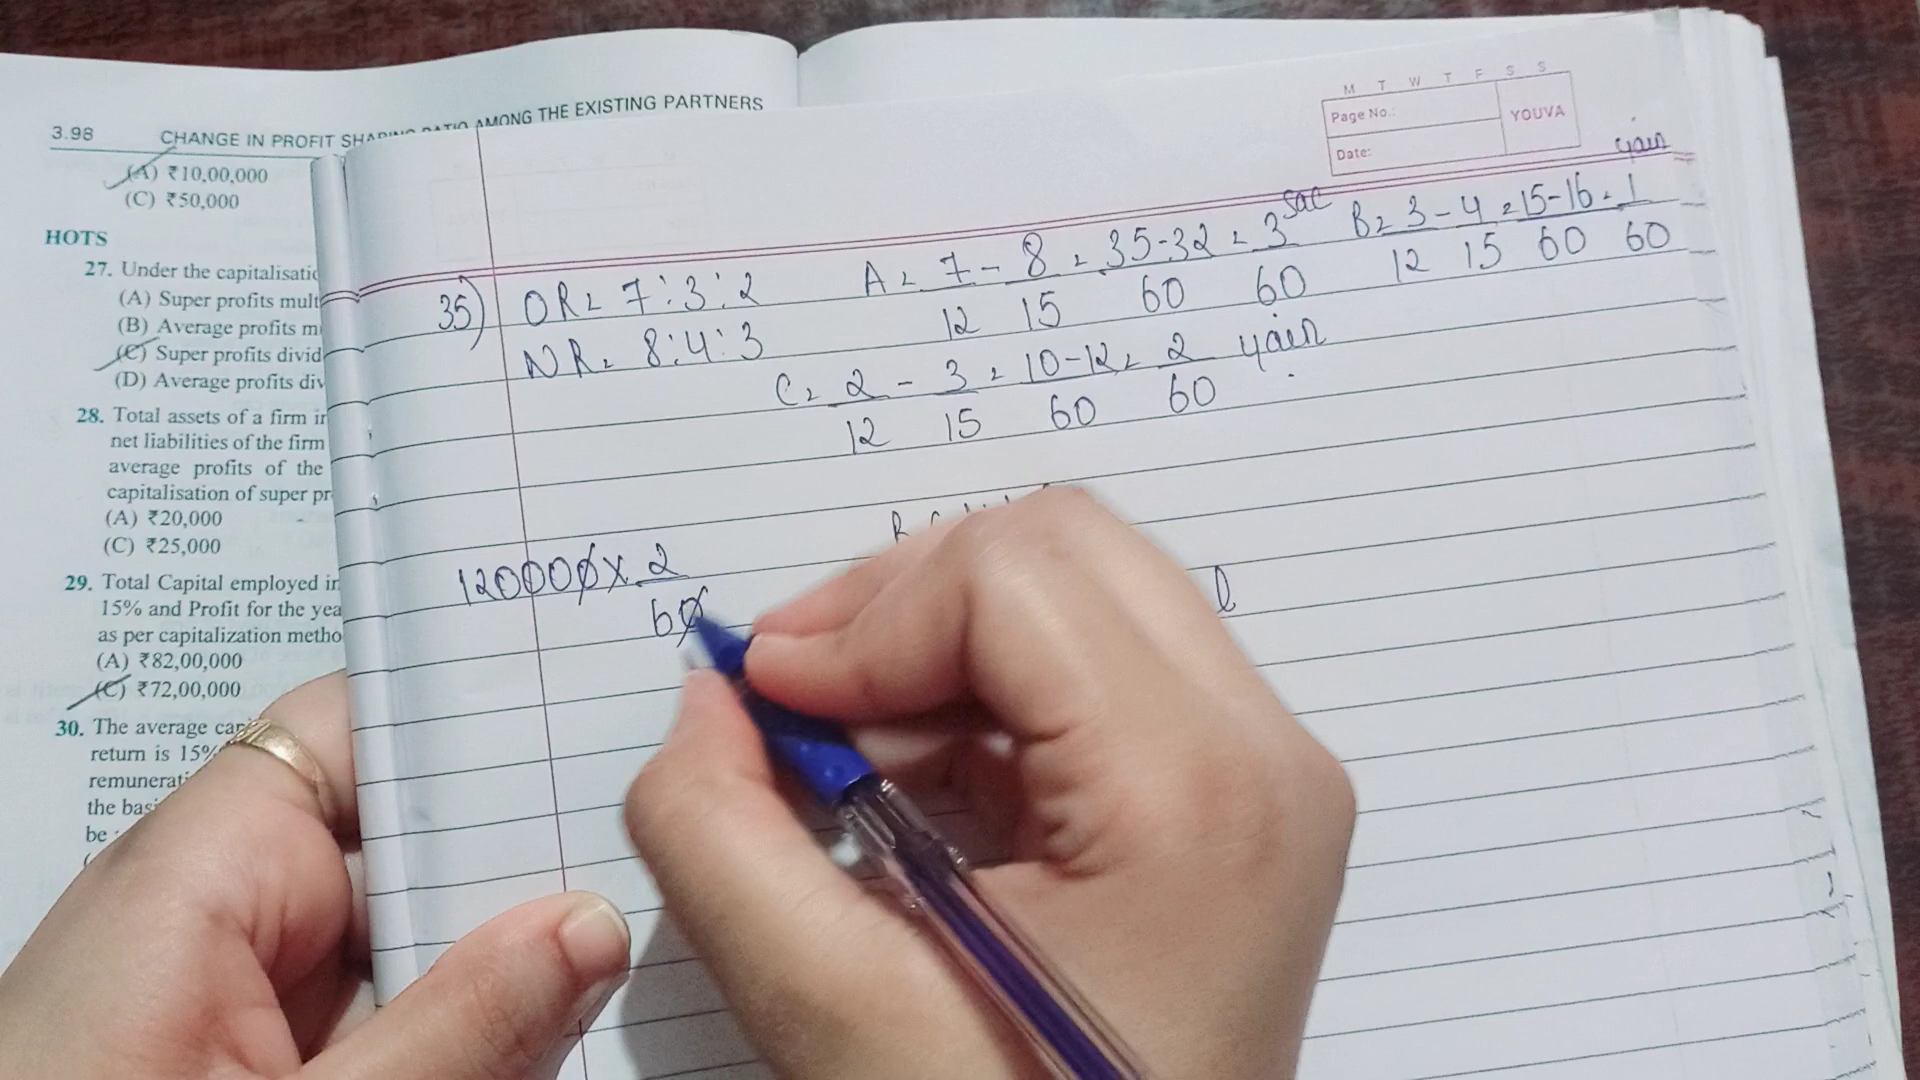 3.98 CHANGE IN PROFIT SHARING RATIO AMONG THE EXISTING PARTNERS
(A) ₹10,00,000
(C) ₹50,000
HOTS
27. Under the capitalisatio
(A) Super profits mult
(B) Average profits m
(C) Super profits divid
(D) Average profits div
28. Total assets of a firm ir
net liabilities of the firm
average profits of the
capitalisation of super pr
(A) ₹20,000
(C) ₹25,000
29. Total Capital employed in
15% and Profit for the yea
as per capitalization metho
(A) ₹82,00,000
(C) ₹72,00,000
30. The average cap
return is 15%
remunerati
the basi
be :
M T W T F S S
Page No.:
YOUVA
Date:
35) OR = 7:3:2
NR = 8:4:3
A = 7/12 - 8/15 = 35-32/60 = 3/60 sac
B = 3/12 - 4/15 = 15-16/60 = 1/60 gain
C = 2/12 - 3/15 = 10-12/60 = 2/60 gain
120000 x 2/60